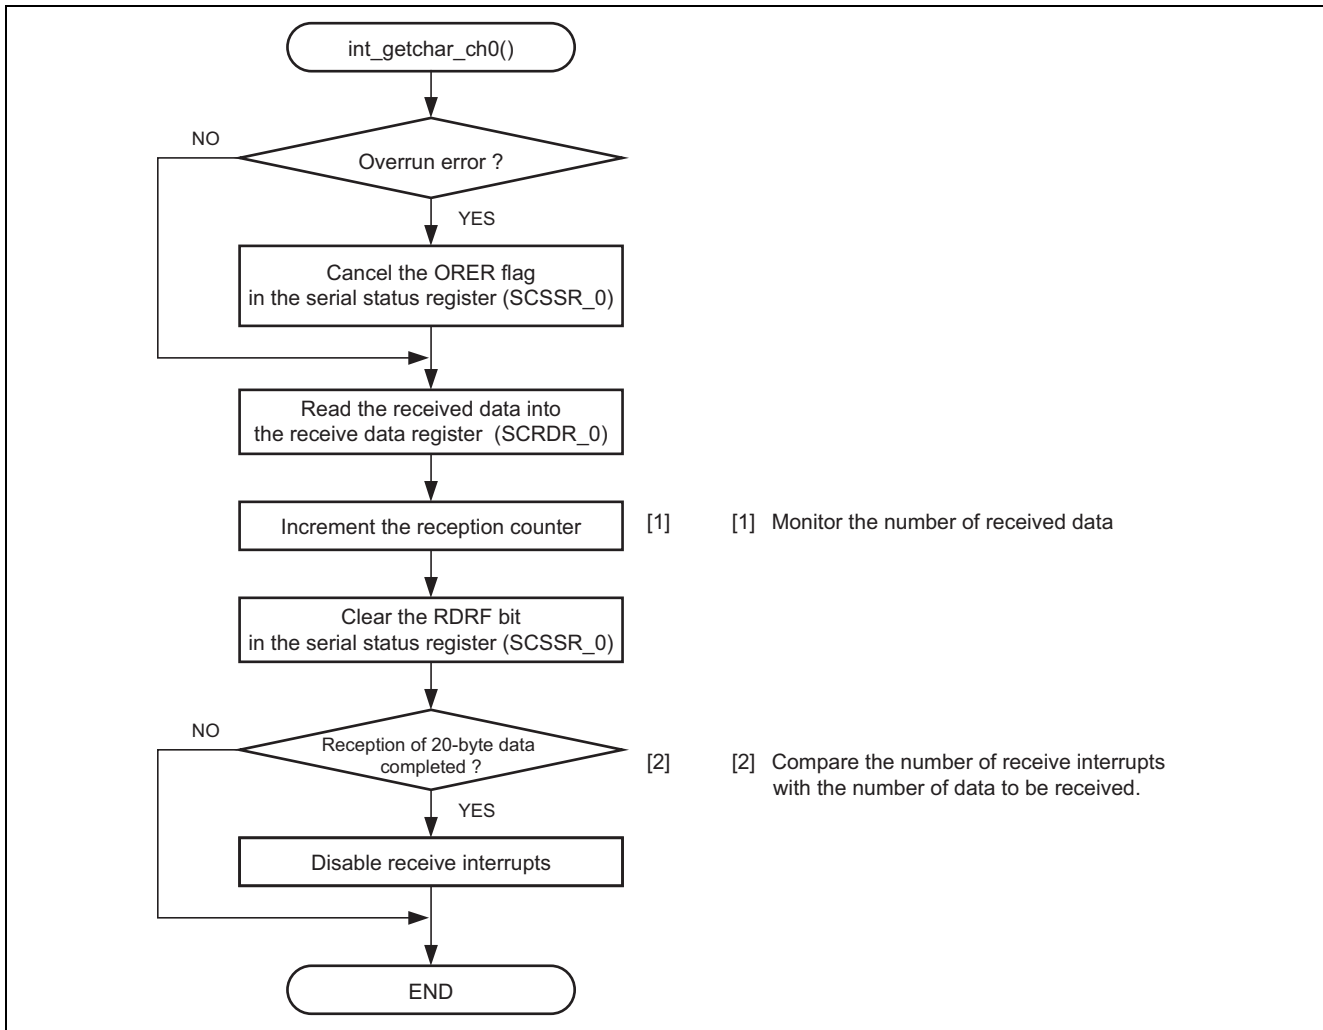 int_getchar_ch0()
Overrun error ?
NO
YES
Cancel the ORER flag
in the serial status register (SCSSR_0)
Read the received data into
the receive data register (SCRDR_0)
Increment the reception counter
[1]
[1] Monitor the number of received data
Clear the RDRF bit
in the serial status register (SCSSR_0)
NO
Reception of 20-byte data
completed ?
[2]
[2] Compare the number of receive interrupts
with the number of data to be received.
YES
Disable receive interrupts
END